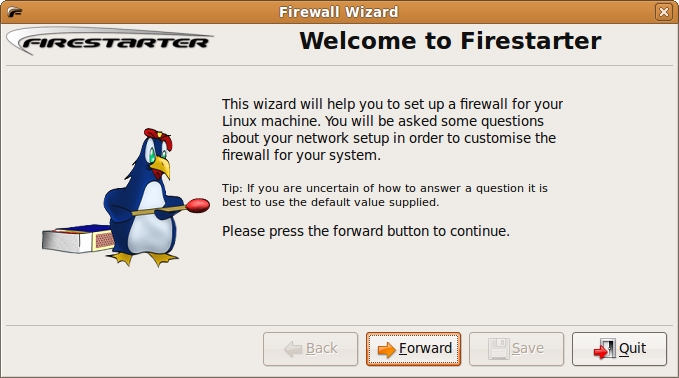 Firewall Wizard
FIRESTARTER
Welcome to Firestarter
This wizard will help you to set up a firewall for your
Linux machine. You will be asked some questions
about your network setup in order to customise the
firewall for your system.
Tip: If you are uncertain of how to answer a question it is
best to use the default value supplied.
Please press the forward button to continue.
Back
Forward
Save
Quit